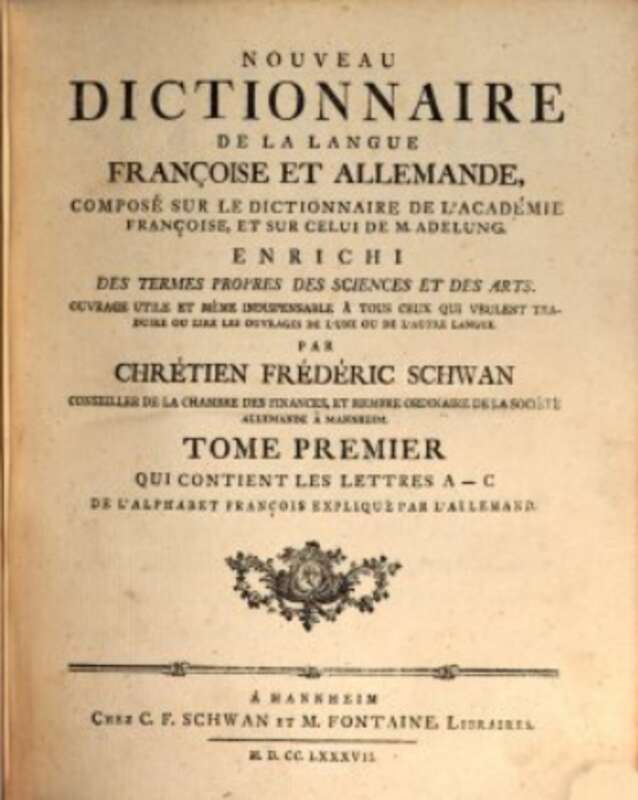 NOUVEAU
DICTIONNAIRE
DE LA LANGUE
FRANÇOISE ET ALLEMANDE,
COMPOSÉ SUR LE DICTIONNAIRE DE L'ACADÉMIE
FRANÇOISE, ET SUR CELUI DE M. ADELUNG.
ENRICHI
DES TERMES PROPRES DES SCIENCES ET DES ARTS.
OUVRAGE UTILE ET MÊME INDISPENSABLE À TOUS CEUX QUI VEULENT TRA-
DUIRE OU LIRE LES OUVRAGES DE L'UNE OU DE L'AUTRE LANGUE.
PAR
CHRÉTIEN FRÉDÉRIC SCHWAN
CONSEILLER DE LA CHAMBRE DES FINANCES, ET MEMBRE ORDINAIRE DE LA SOCIÉTÉ
ALLEMANDE À MANNHEIM.
TOME PREMIER
QUI CONTIENT LES LETTRES A — C
DE L'ALPHABET FRANÇOIS EXPLIQUÉ PAR L'ALLEMAND.
À MANNHEIM
CHEZ C. F. SCHWAN ET M. FONTAINE, LIBRAIRES.
M. D. CC. LXXXVII.